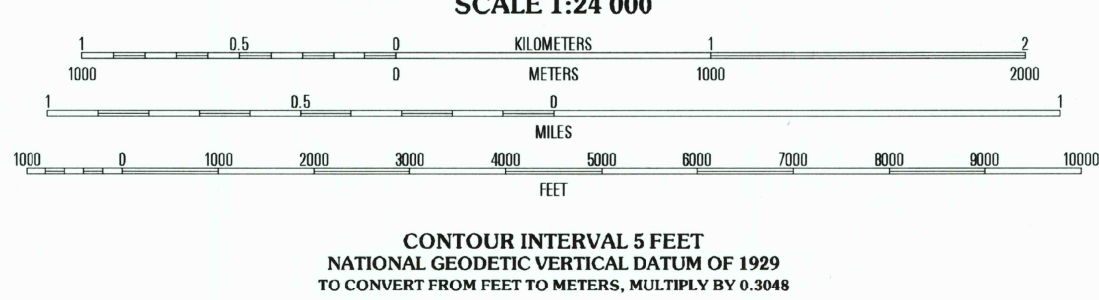 SCALE 1:24 000
1 0.5 0 KILOMETERS 1 2
1000 0 METERS 1000 2000
1 0.5 0 1
MILES
1000 0 1000 2000 3000 4000 5000 6000 7000 8000 9000 10000
FEET
CONTOUR INTERVAL 5 FEET
NATIONAL GEODETIC VERTICAL DATUM OF 1929
TO CONVERT FROM FEET TO METERS, MULTIPLY BY 0.3048